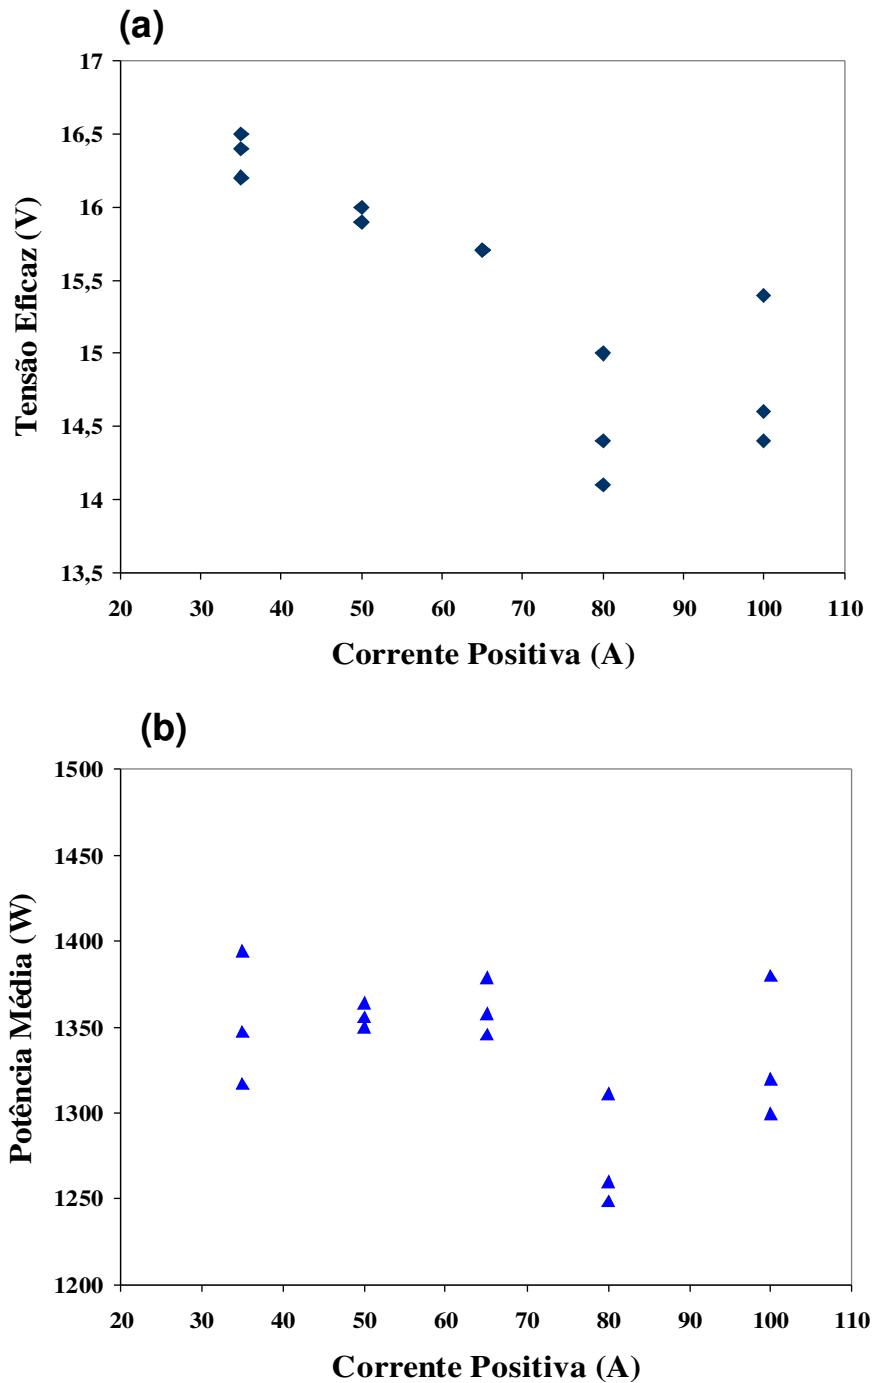 (a)
17
16,5
16
15,5
15
14,5
14
13,5
20 30 40 50 60 70 80 90 100 110
Tensão Eficaz (V)
Corrente Positiva (A)
(b)
1500
1450
1400
1350
1300
1250
1200
20 30 40 50 60 70 80 90 100 110
Potência Média (W)
Corrente Positiva (A)